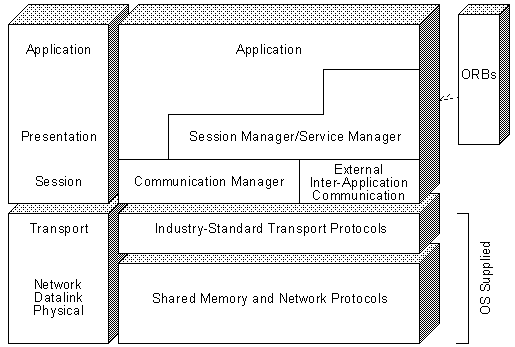 Application
Application
ORBs
Presentation
Session Manager/Service Manager
Session
Communication Manager
External
Inter-Application
Communication
Transport
Industry-Standard Transport Protocols
Network
Datalink
Physical
Shared Memory and Network Protocols
OS Supplied